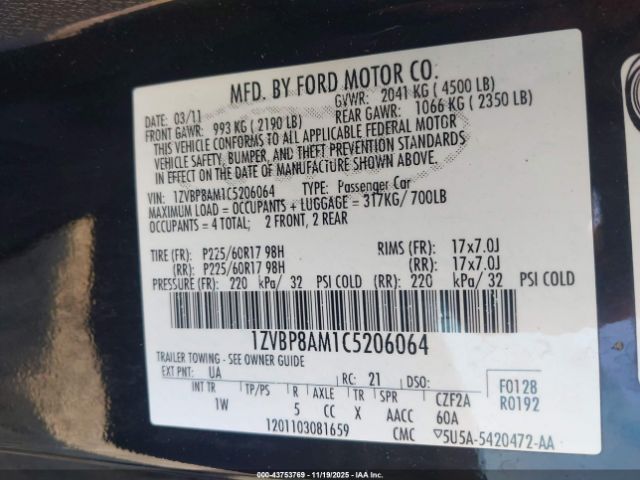 MFD. BY FORD MOTOR CO.
DATE: 03/11 GVWR: 2041 KG ( 4500 LB)
FRONT GAWR: 993 KG ( 2190 LB) REAR GAWR: 1066 KG ( 2350 LB)
THIS VEHICLE CONFORMS TO ALL APPLICABLE FEDERAL MOTOR
VEHICLE SAFETY, BUMPER, AND THEFT PREVENTION STANDARDS
IN EFFECT ON THE DATE OF MANUFACTURE SHOWN ABOVE.
VIN: 1ZVBP8AM1C5206064 TYPE: Passenger Car
MAXIMUM LOAD = OCCUPANTS + LUGGAGE = 317KG/ 700LB
OCCUPANTS = 4 TOTAL; 2 FRONT, 2 REAR
TIRE (FR): P225/60R17 98H RIMS (FR): 17x7.0J
(RR): P225/60R17 98H (RR): 17x7.0J
PRESSURE (FR): 220 kPa/ 32 PSI COLD (RR): 220 kPa/ 32 PSI COLD
1ZVBP8AM1C5206064
TRAILER TOWING - SEE OWNER GUIDE
EXT PNT: UA RC: 21 DSO: F0128
INT TR TP/PS R AXLE TR SPR CZF2A R0192
1W 5 CC X AACC 60A
1201103081659 CMC ▽5U5A-5420472-AA
000-43753769 | 11/19/2025 - IAA Inc.